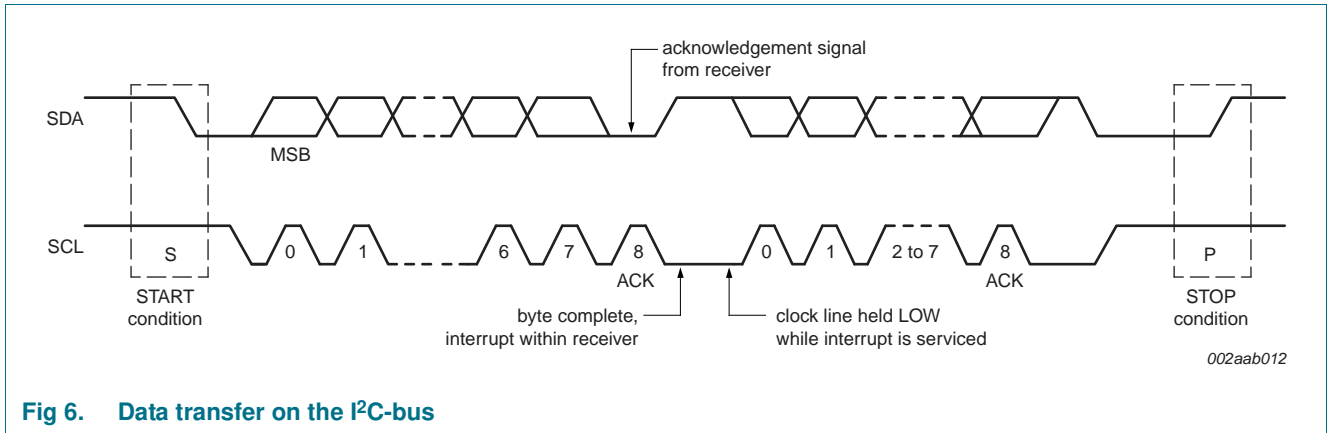 acknowledgement signal
from receiver
SDA
MSB
SCL
S
0
1
6
7
8
0
1
2 to 7
8
P
ACK
ACK
START
condition
byte complete,
interrupt within receiver
clock line held LOW
while interrupt is serviced
STOP
condition
002aab012
Fig 6. Data transfer on the I²C-bus